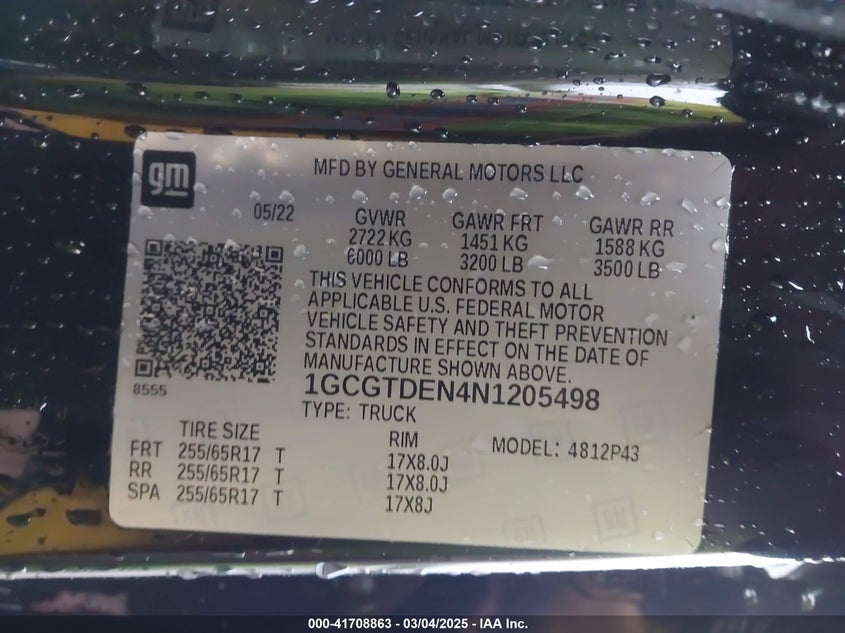 gm
MFD BY GENERAL MOTORS LLC
05/22
GVWR GAWR FRT GAWR RR
2722 KG 1451 KG 1588 KG
6000 LB 3200 LB 3500 LB
THIS VEHICLE CONFORMS TO ALL
APPLICABLE U.S. FEDERAL MOTOR
VEHICLE SAFETY AND THEFT PREVENTION
STANDARDS IN EFFECT ON THE DATE OF
MANUFACTURE SHOWN ABOVE.
8555
1GCGTDEN4N1205498
TYPE: TRUCK
TIRE SIZE RIM MODEL: 4812P43
FRT 255/65R17 T 17X8.0J
RR 255/65R17 T 17X8.0J
SPA 255/65R17 T 17X8J
GM GM GM
000-41708863 - 03/04/2025 - IAA Inc.